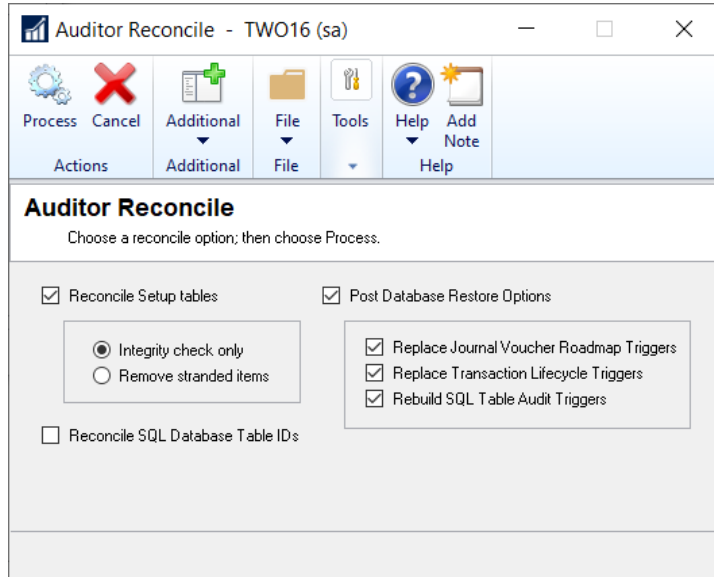 Auditor Reconcile - TWO16 (sa)
Process Cancel Additional File Tools Help Add Note
Actions Additional File Help
Auditor Reconcile
Choose a reconcile option; then choose Process.
Reconcile Setup tables
Integrity check only
Remove stranded items
Reconcile SQL Database Table IDs
Post Database Restore Options
Replace Journal Voucher Roadmap Triggers
Replace Transaction Lifecycle Triggers
Rebuild SQL Table Audit Triggers